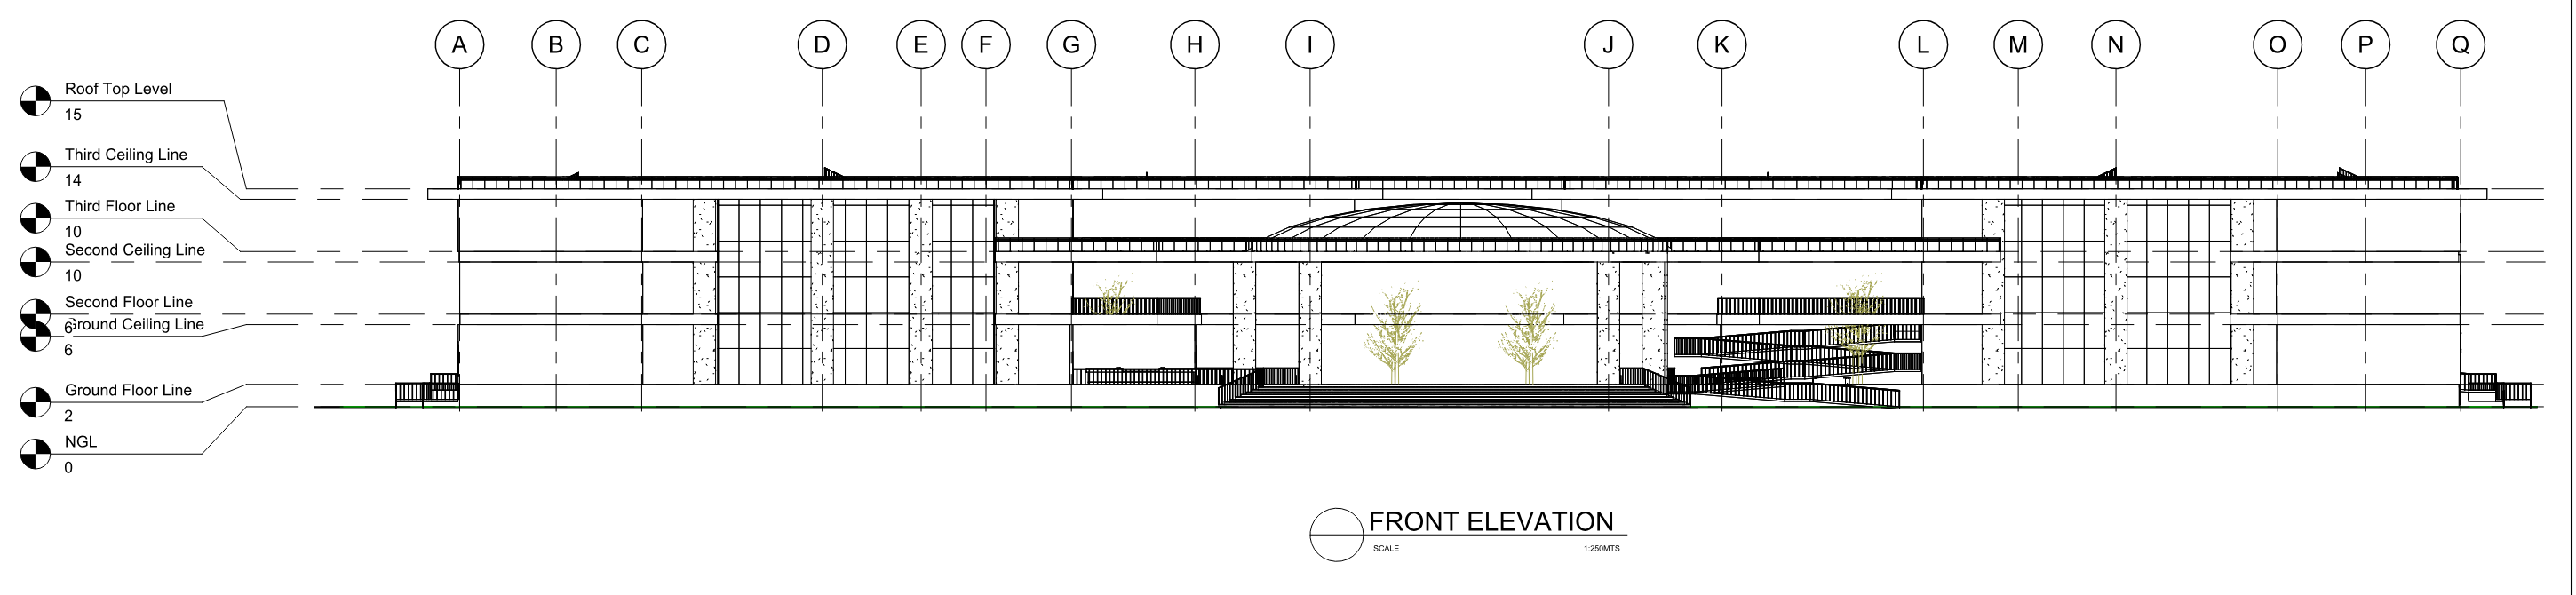 A B C D E F G H I J K L M N O P Q
Roof Top Level
15
Third Ceiling Line
14
Third Floor Line
10
Second Ceiling Line
10
Second Floor Line
6
Ground Ceiling Line
6
Ground Floor Line
2
NGL
0
FRONT ELEVATION
SCALE 1:250MTS